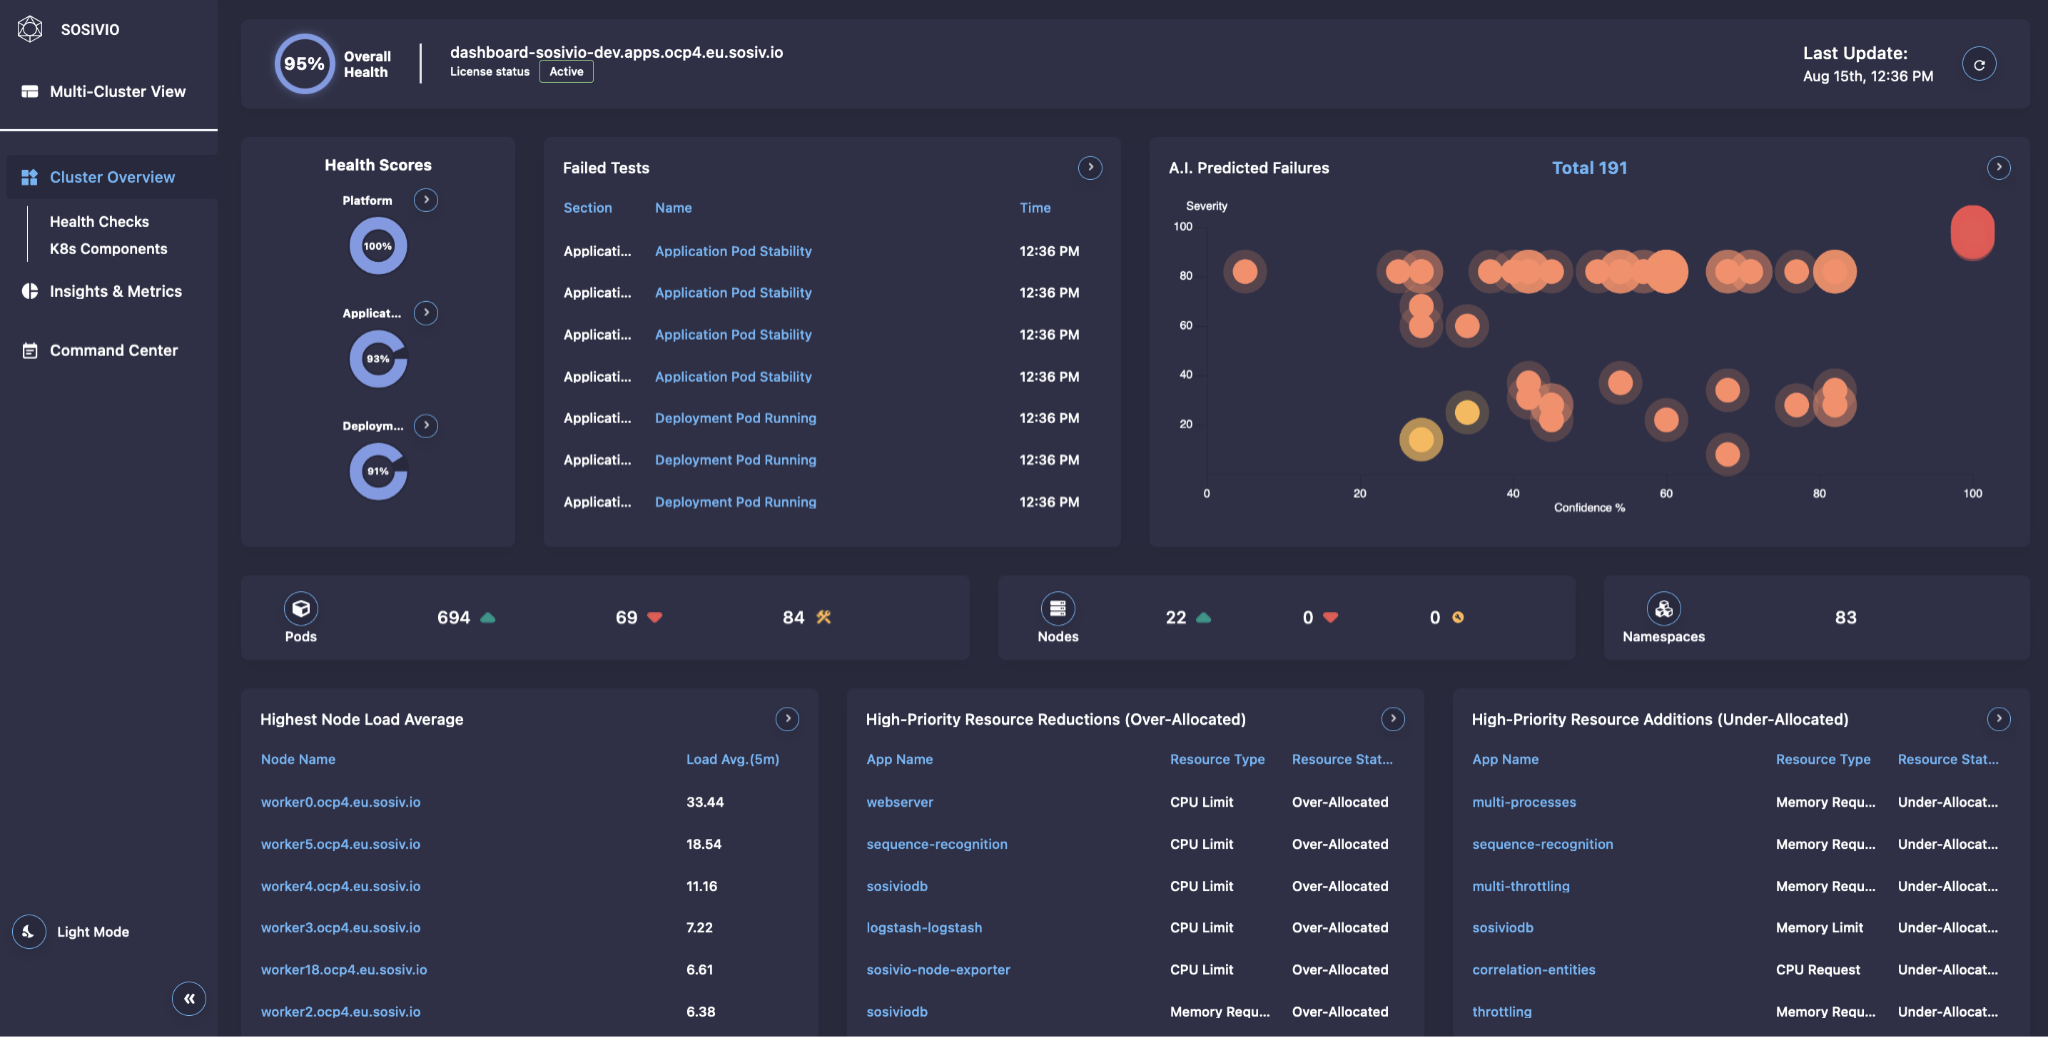 SOSIVIO
Multi-Cluster View
Cluster Overview
Health Checks
K8s Components
Insights & Metrics
Command Center
Light Mode
95%
Overall
Health
dashboard-sosivio-dev.apps.ocp4.eu.sosiv.io
License status Active
Last Update:
Aug 15th, 12:36 PM
Health Scores
Platform
100%
Applicat...
93%
Deploym...
91%
Failed Tests
Section Name Time
Applicati... Application Pod Stability 12:36 PM
Applicati... Application Pod Stability 12:36 PM
Applicati... Application Pod Stability 12:36 PM
Applicati... Application Pod Stability 12:36 PM
Applicati... Deployment Pod Running 12:36 PM
Applicati... Deployment Pod Running 12:36 PM
Applicati... Deployment Pod Running 12:36 PM
A.I. Predicted Failures Total 191
Severity
100
80
60
40
20
0 20 40 60 80 100
Confidence %
Pods
694
69
84
Nodes
22
0
0
Namespaces
83
Highest Node Load Average
Node Name Load Avg.(5m)
worker0.ocp4.eu.sosiv.io 33.44
worker5.ocp4.eu.sosiv.io 18.54
worker4.ocp4.eu.sosiv.io 11.16
worker3.ocp4.eu.sosiv.io 7.22
worker18.ocp4.eu.sosiv.io 6.61
worker2.ocp4.eu.sosiv.io 6.38
High-Priority Resource Reductions (Over-Allocated)
App Name Resource Type Resource Stat...
webserver CPU Limit Over-Allocated
sequence-recognition CPU Limit Over-Allocated
sosiviodb CPU Limit Over-Allocated
logstash-logstash CPU Limit Over-Allocated
sosivio-node-exporter CPU Limit Over-Allocated
sosiviodb Memory Requ... Over-Allocated
High-Priority Resource Additions (Under-Allocated)
App Name Resource Type Resource Stat...
multi-processes Memory Requ... Under-Allocat...
sequence-recognition Memory Requ... Under-Allocat...
multi-throttling Memory Requ... Under-Allocat...
sosiviodb Memory Limit Under-Allocat...
correlation-entities CPU Request Under-Allocat...
throttling Memory Requ... Under-Allocat...